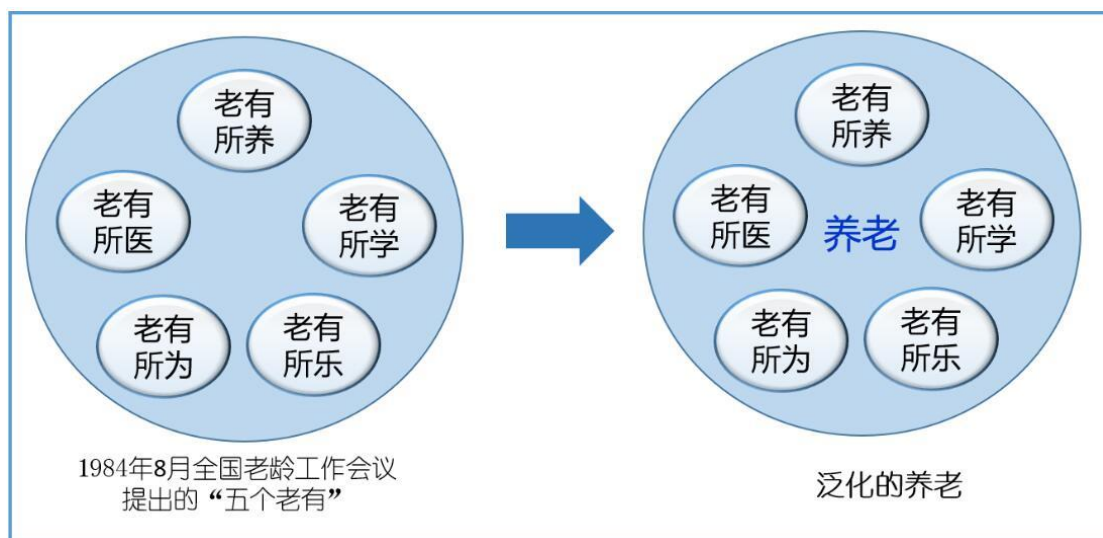 老有
所养
老有
所医
老有
所学
老有
所为
老有
所乐
1984年8月全国老龄工作会议
提出的“五个老有”
老有
所养
老有
所医
养老
老有
所学
老有
所为
老有
所乐
泛化的养老